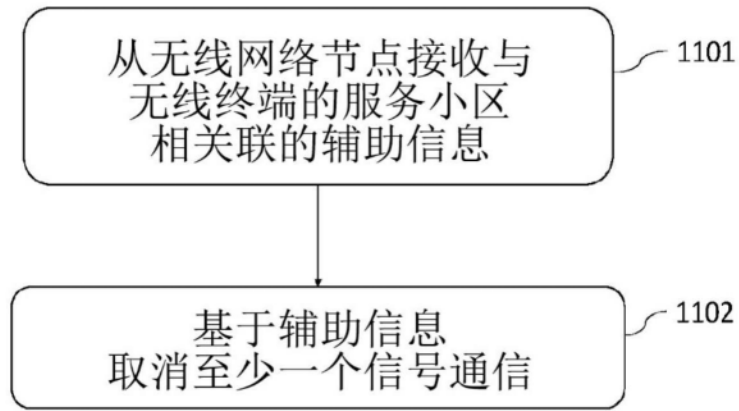 从无线网络节点接收与
无线终端的服务小区
相关联的辅助信息
1101
基于辅助信息
取消至少一个信号通信
1102